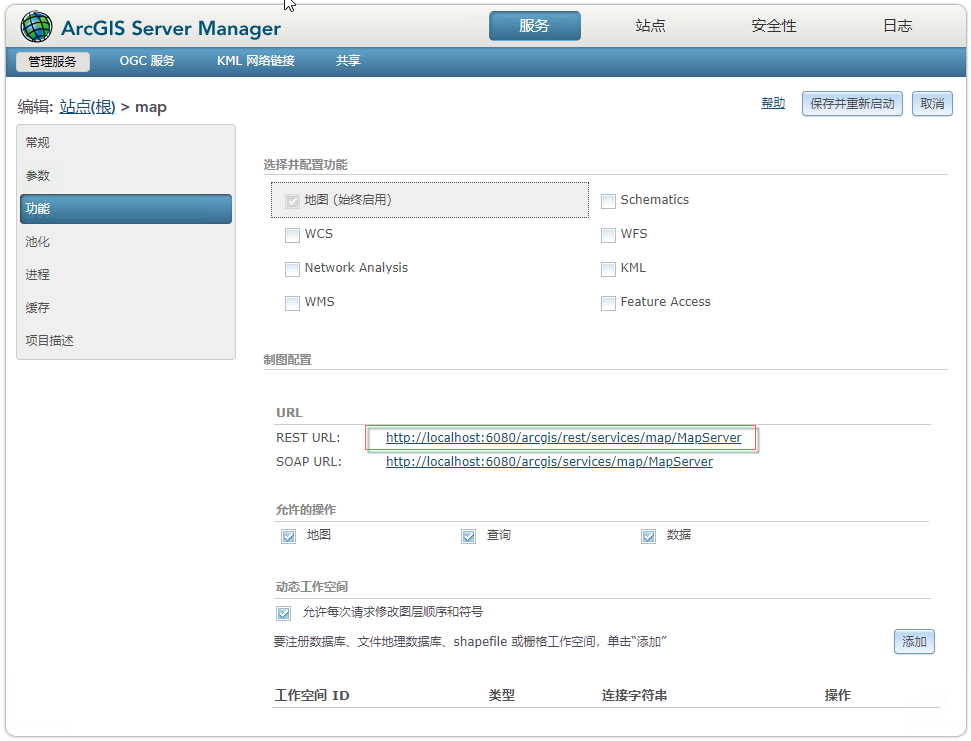 ArcGIS Server Manager 服务 站点 安全性 日志
管理服务 OGC 服务 KML 网络链接 共享
编辑: 站点(根) > map 帮助 保存并重新启动 取消
常规
参数
功能
池化
进程
缓存
项目描述
选择并配置功能
地图 (始终启用) Schematics
WCS WFS
Network Analysis KML
WMS Feature Access
制图配置
URL
REST URL: http://localhost:6080/arcgis/rest/services/map/MapServer
SOAP URL: http://localhost:6080/arcgis/services/map/MapServer
允许的操作
地图 查询 数据
动态工作空间
允许每次请求修改图层顺序和符号
要注册数据库、文件地理数据库、shapefile 或栅格工作空间，单击“添加” 添加
工作空间 ID 类型 连接字符串 操作